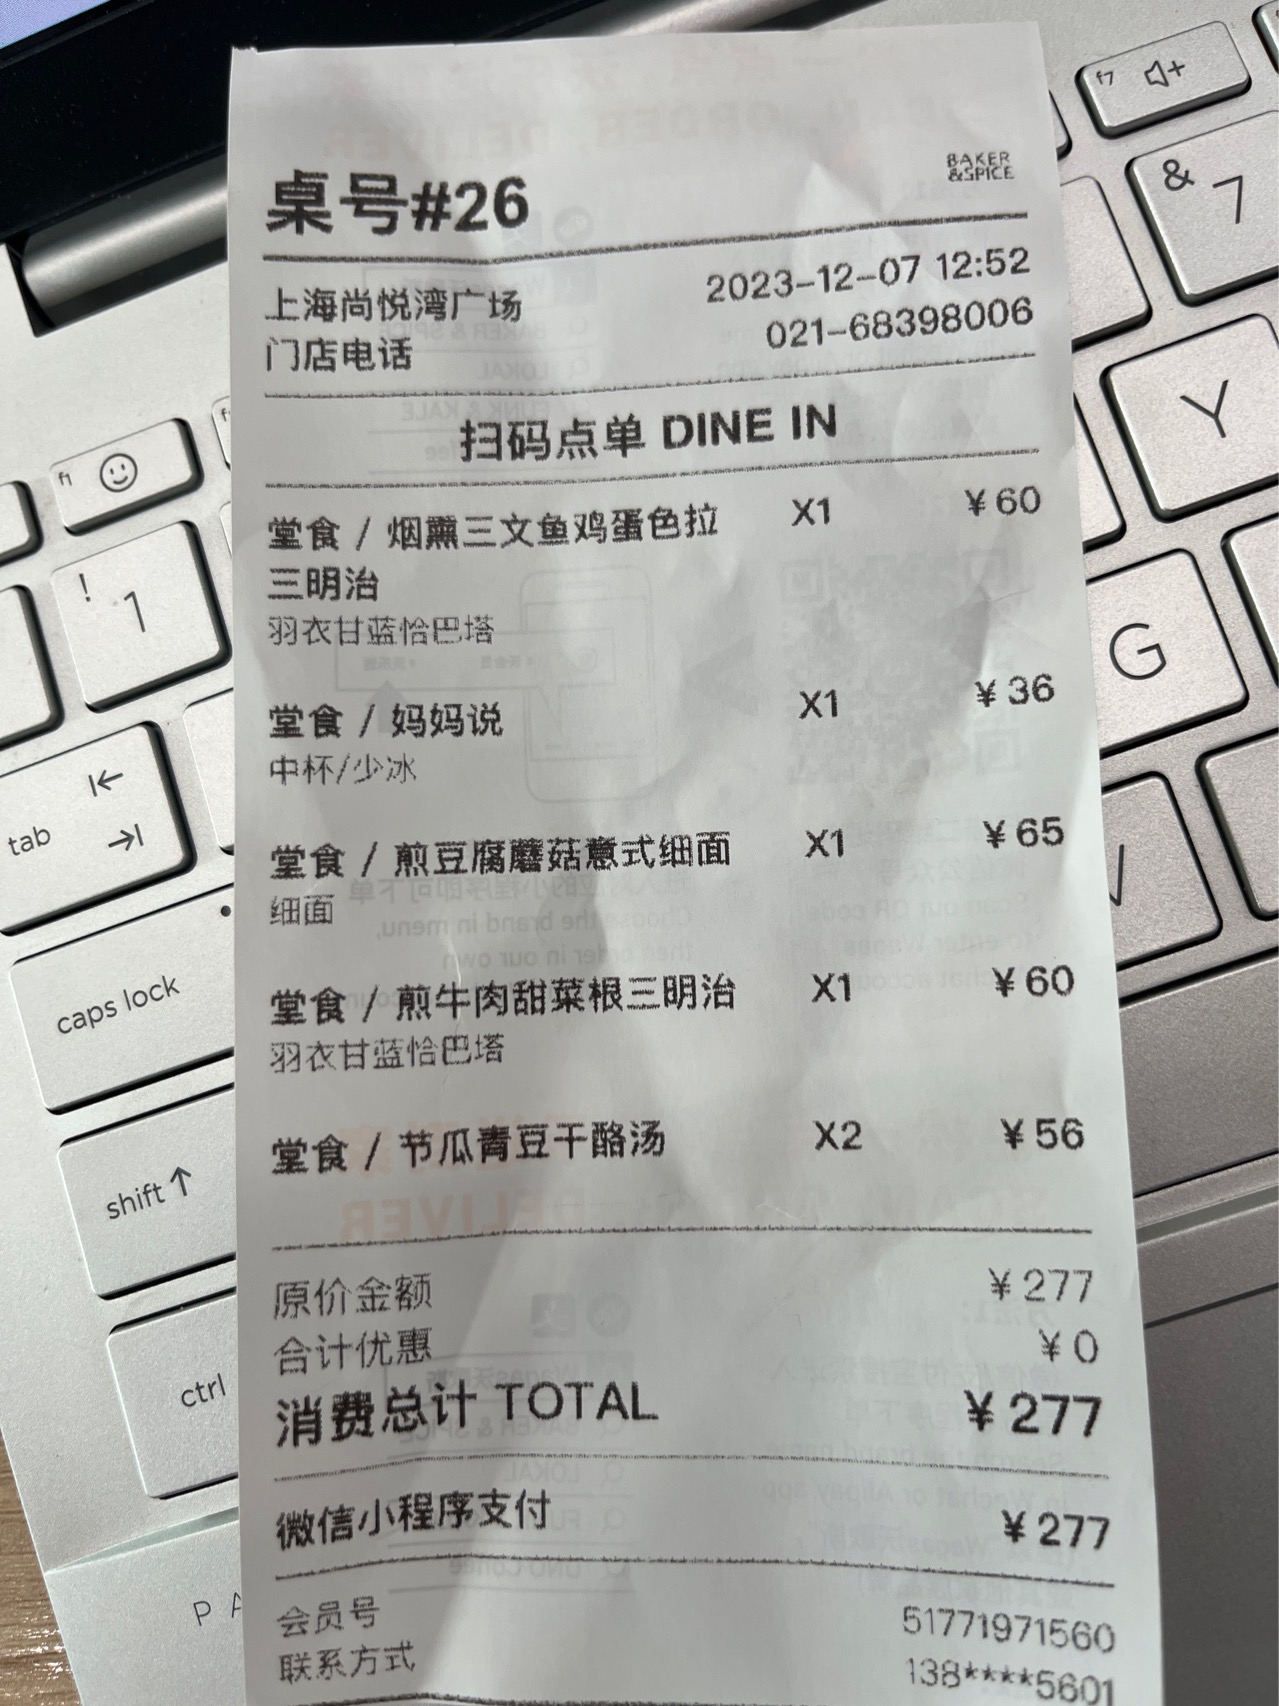 BAKER
&SPICE
桌号#26
上海尚悦湾广场 2023-12-07 12:52
门店电话 021-68398006
扫码点单 DINE IN
堂食 / 烟熏三文鱼鸡蛋色拉 X1 ¥60
三明治
羽衣甘蓝恰巴塔
堂食 / 妈妈说 X1 ¥36
中杯/少冰
堂食 / 煎豆腐蘑菇意式细面 X1 ¥65
细面
堂食 / 煎牛肉甜菜根三明治 X1 ¥60
羽衣甘蓝恰巴塔
堂食 / 节瓜青豆干酪汤 X2 ¥56
原价金额 ¥277
合计优惠 ¥0
消费总计 TOTAL ¥277
微信小程序支付 ¥277
会员号 51771971560
联系方式 138****5601
f7
& 7
Y
f1
! 1
G
tab
caps lock
shift
ctrl
P A